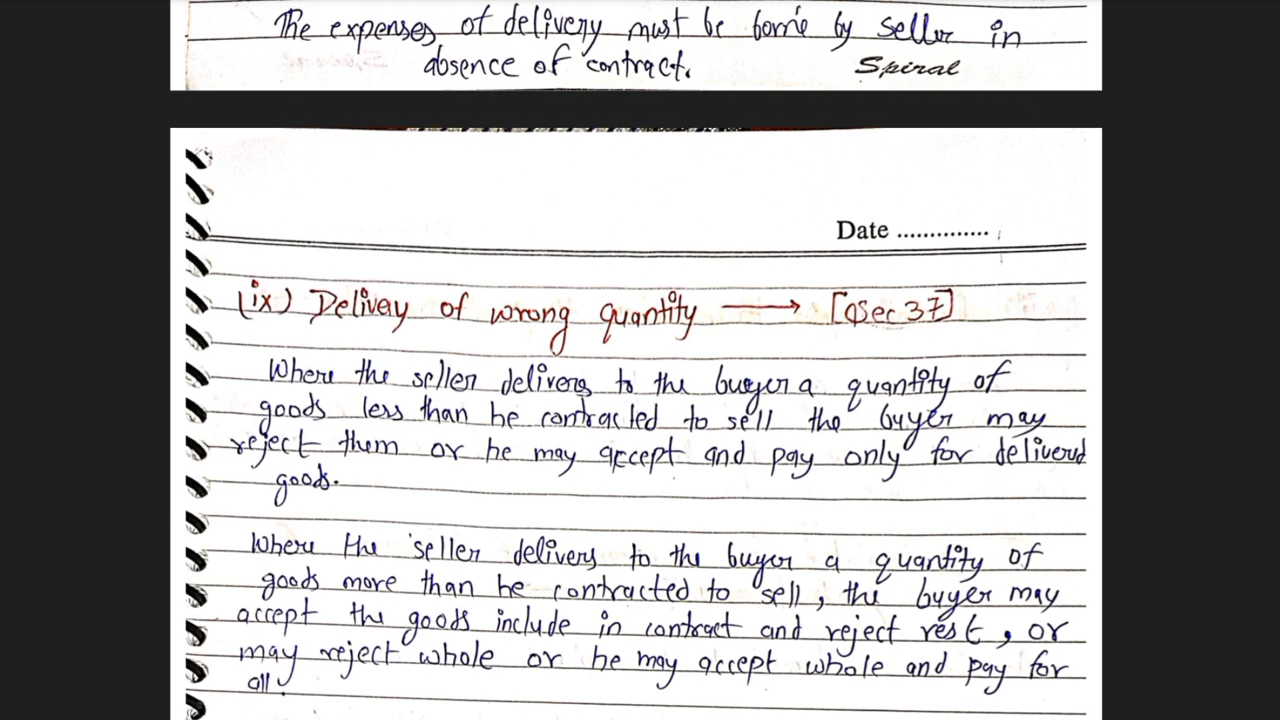 The expenses of delivery must be borne by seller in
absence of contract.
Spiral
Date ..............
(ix) Delivey of wrong quantity → [Sec 37]
Where the seller delivers to the buyer a quantity of
goods less than he contracted to sell the buyer may
reject them or he may accept and pay only for delivered
goods.
Where the seller delivers to the buyer a quantity of
goods more than he contracted to sell, the buyer may
accept the goods include in contract and reject rest, or
may reject whole or he may accept whole and pay for
all.